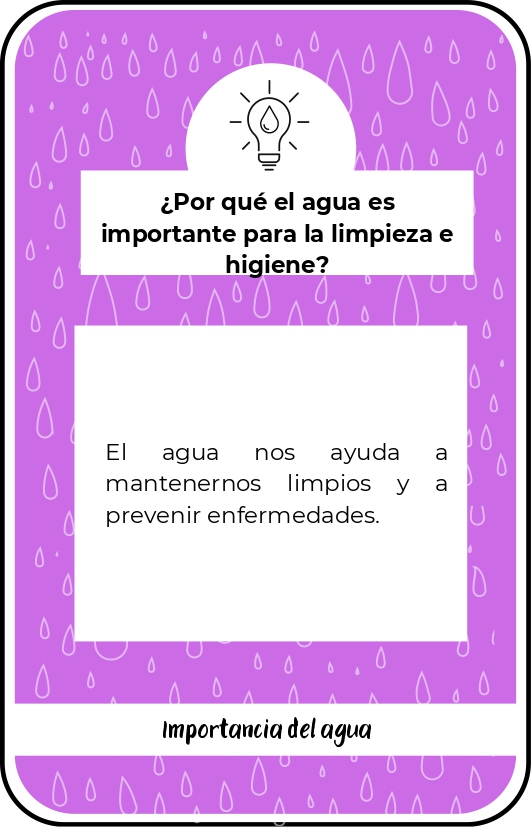 ¿Por qué el agua es
importante para la limpieza e
higiene?
El agua nos ayuda a
mantenernos limpios y a
prevenir enfermedades.
Importancia del agua